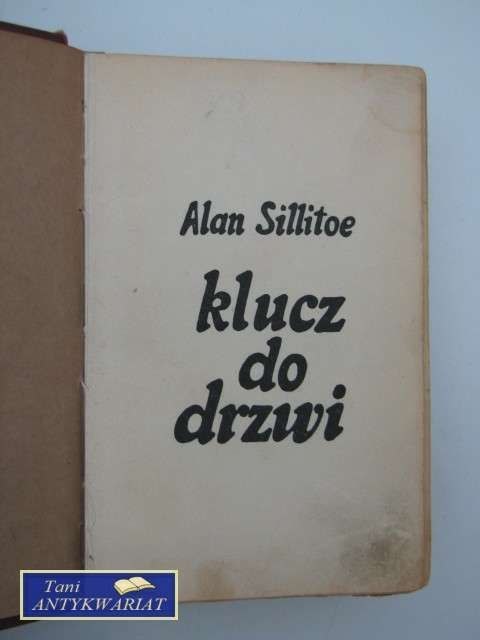 Alan Sillitoe
klucz
do
drzwi
Tani
ANTYKWARIAT